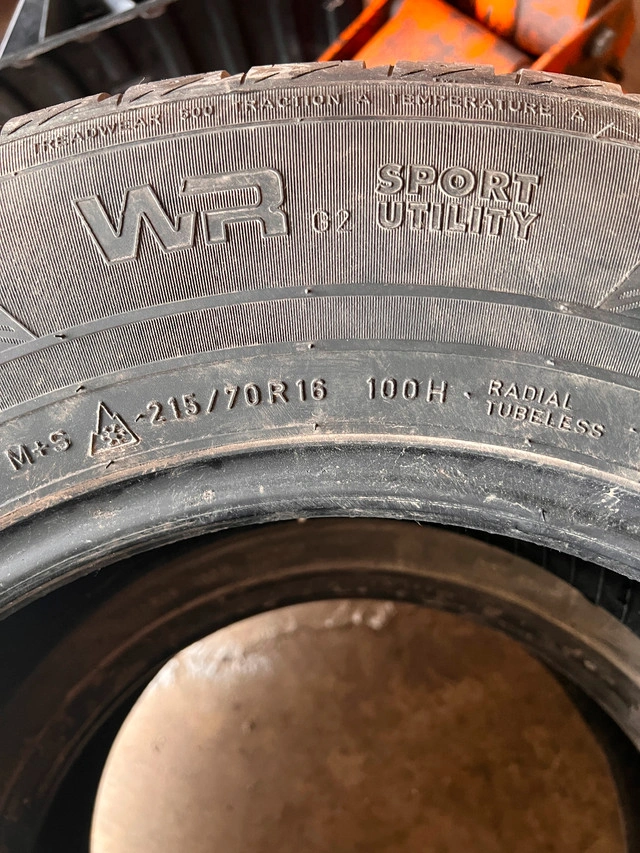 TREADWEAR 500 TRACTION A TEMPERATURE A
WR G2 SPORT UTILITY
M+S 215/70R16 100H RADIAL TUBELESS